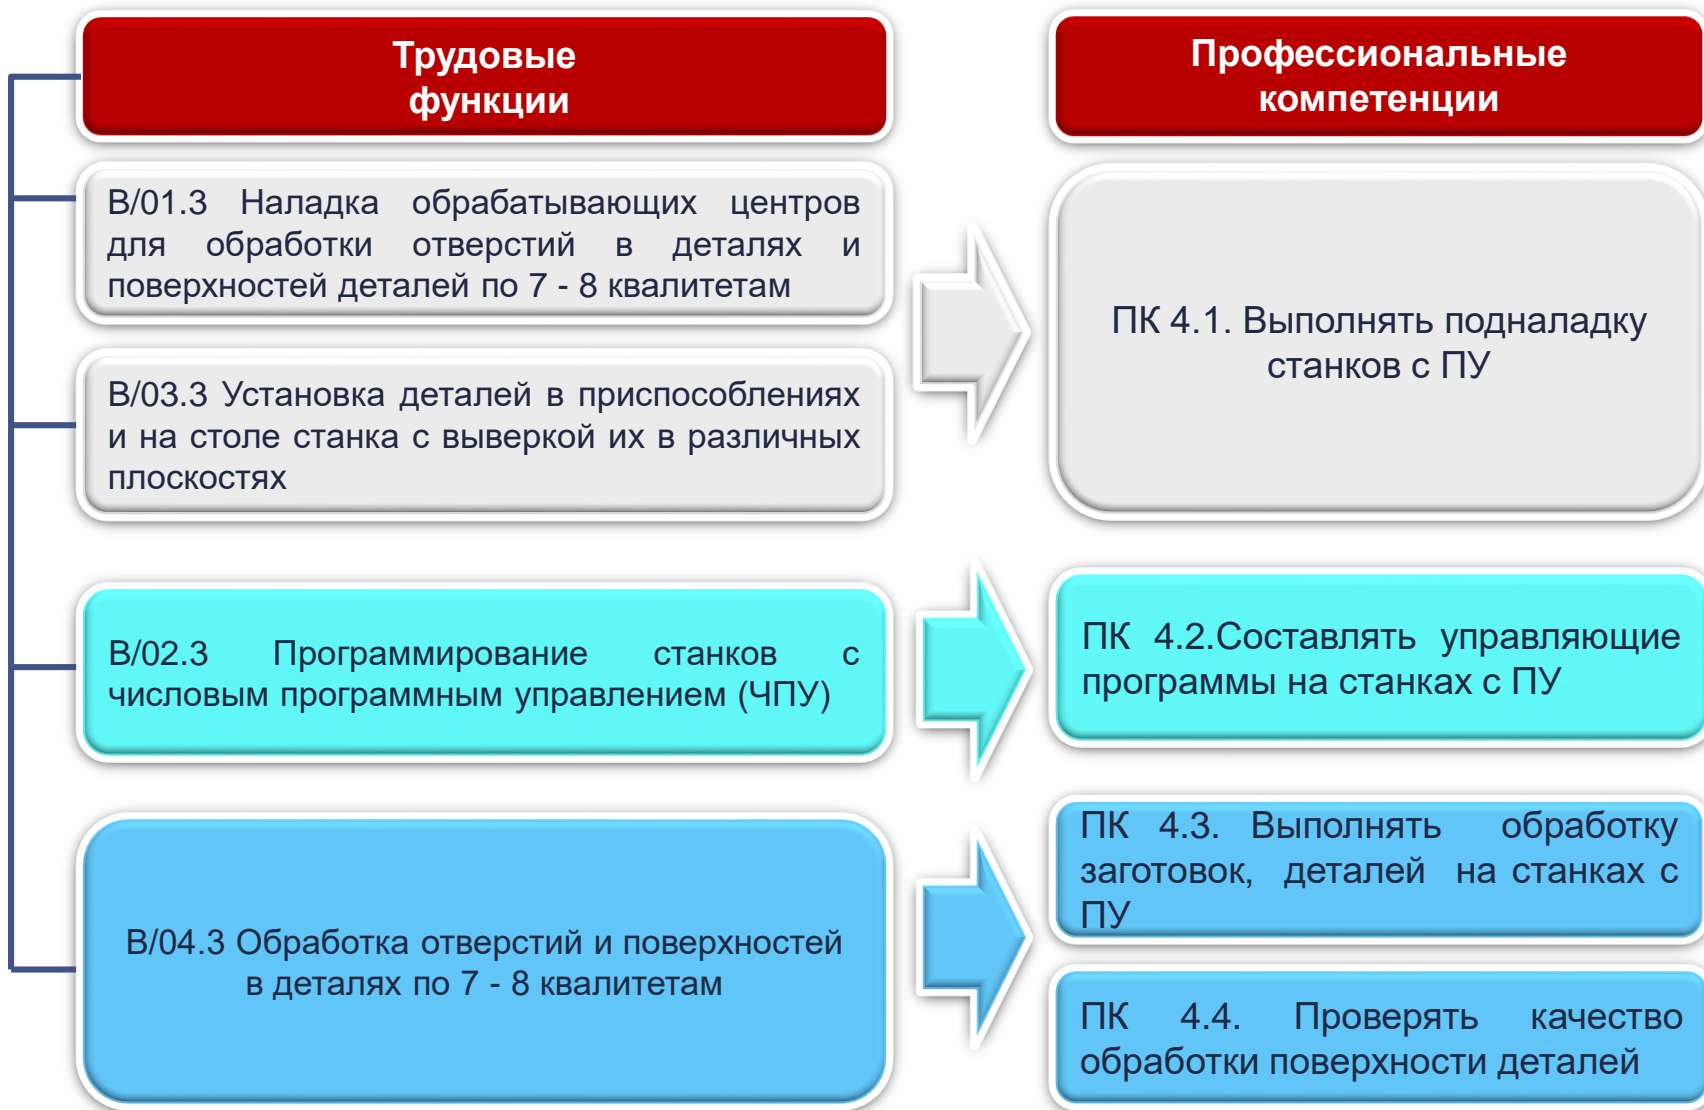 Трудовые
функции
Профессиональные
компетенции
В/01.3 Наладка обрабатывающих центров
для обработки отверстий в деталях и
поверхностей деталей по 7 - 8 квалитетам
В/03.3 Установка деталей в приспособлениях
и на столе станка с выверкой их в различных
плоскостях
ПК 4.1. Выполнять подналадку
станков с ПУ
В/02.3 Программирование станков с
числовым программным управлением (ЧПУ)
ПК 4.2.Составлять управляющие
программы на станках с ПУ
В/04.3 Обработка отверстий и поверхностей
в деталях по 7 - 8 квалитетам
ПК 4.3. Выполнять обработку
заготовок, деталей на станках с
ПУ
ПК 4.4. Проверять качество
обработки поверхности деталей